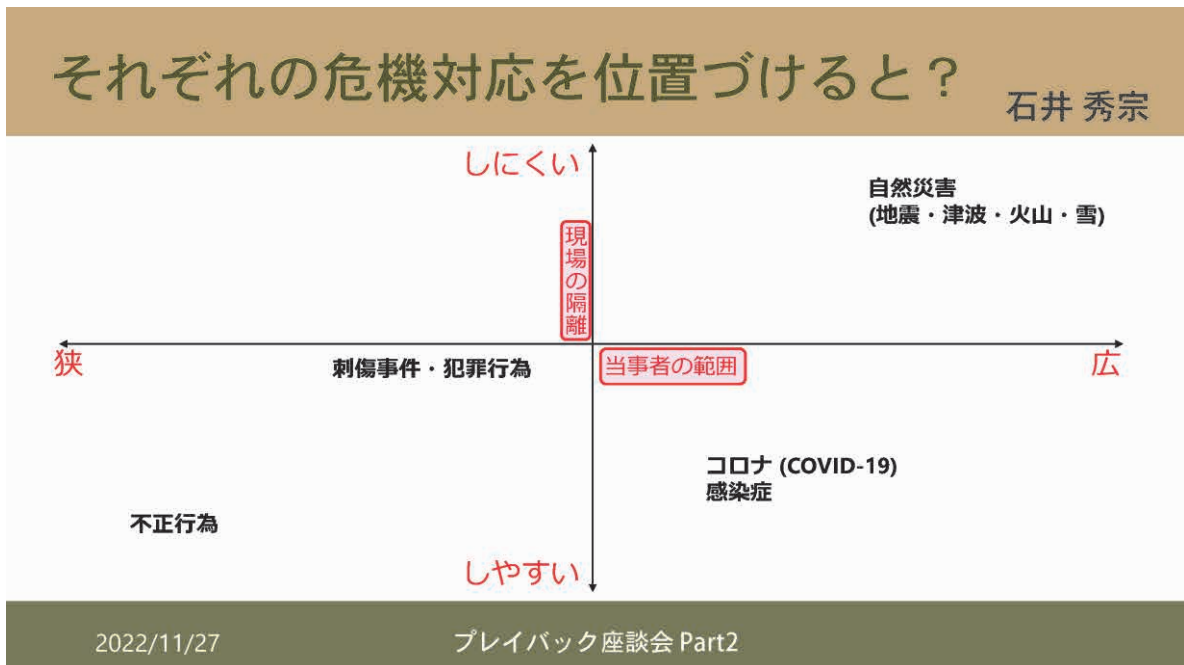 それぞれの危機対応を位置づけると？
石井 秀宗
しにくい
自然災害
(地震・津波・火山・雪)
現場の隔離
狭
刺傷事件・犯罪行為
当事者の範囲
広
コロナ (COVID-19)
感染症
不正行為
しやすい
2022/11/27
プレイバック座談会 Part2